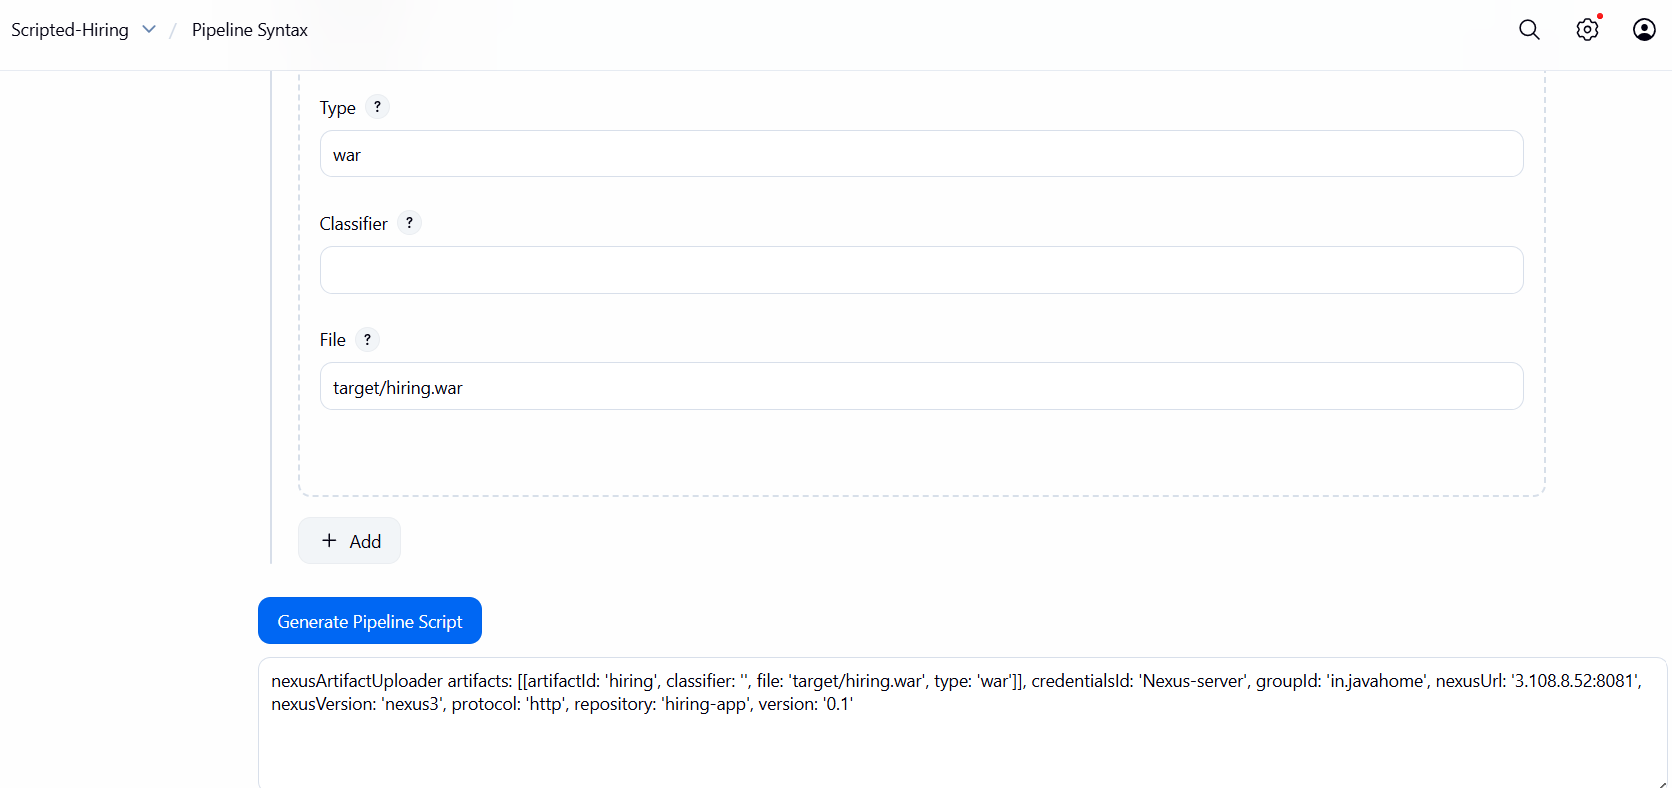 Scripted-Hiring / Pipeline Syntax
Type ?
war
Classifier ?
File ?
target/hiring.war
+ Add
Generate Pipeline Script
nexusArtifactUploader artifacts: [[artifactId: 'hiring', classifier: '', file: 'target/hiring.war', type: 'war']], credentialsId: 'Nexus-server', groupId: 'in.javahome', nexusUrl: '3.108.8.52:8081',
nexusVersion: 'nexus3', protocol: 'http', repository: 'hiring-app', version: '0.1'